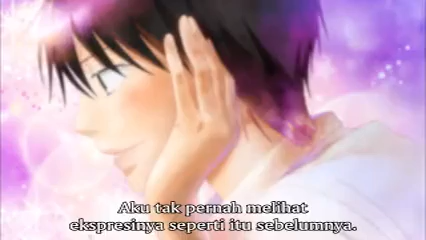 Aku tak pernah melihat
ekspresinya seperti itu sebelumnya.